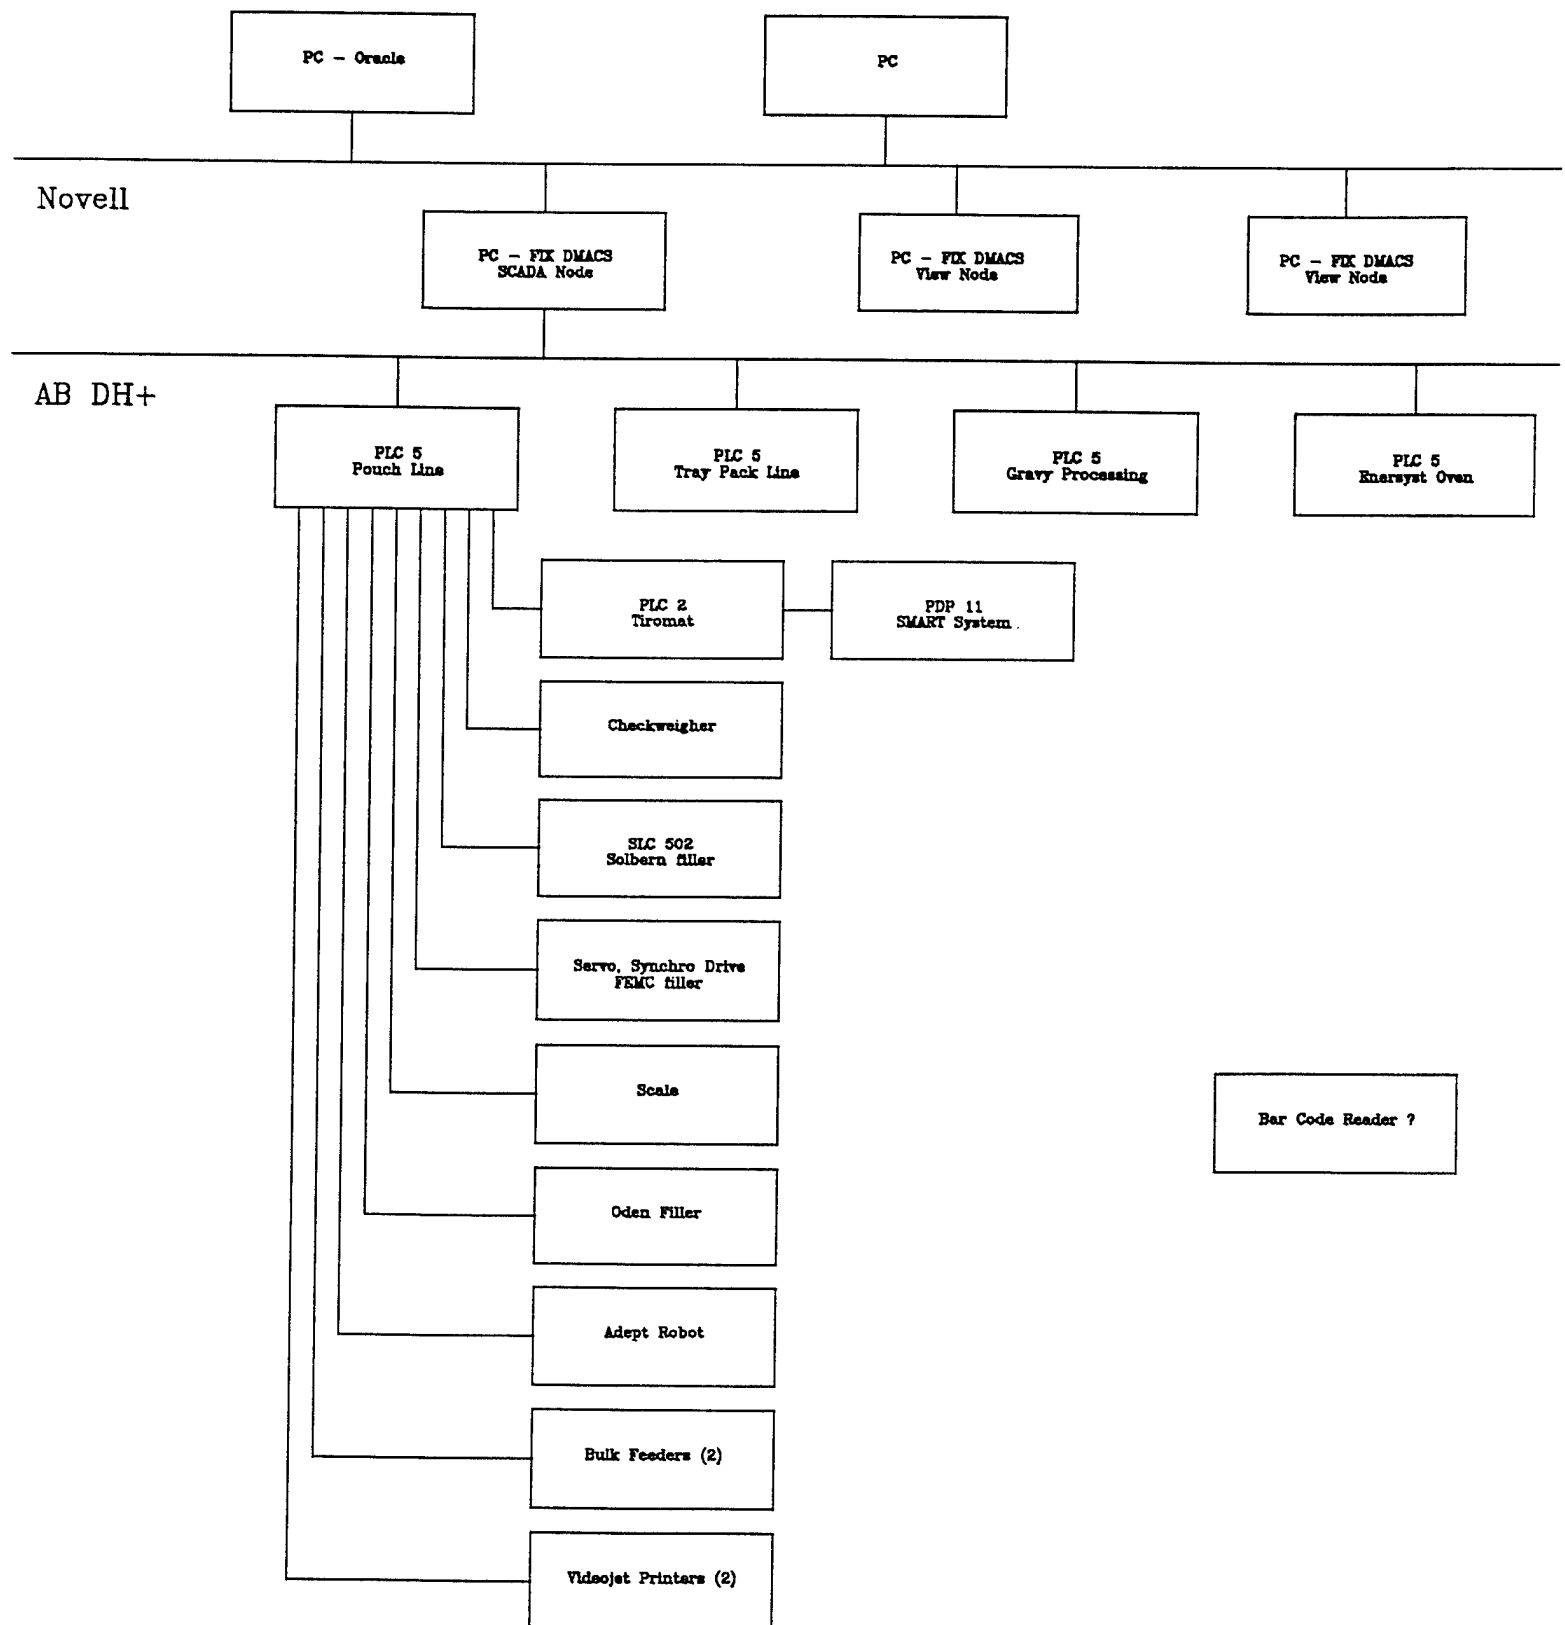 PC - Oracle
PC
Novell
PC - FIX DMACS
SCADA Node
PC - FIX DMACS
View Node
PC - FIX DMACS
View Node
AB DH+
PLC 5
Pouch Line
PLC 5
Tray Pack Line
PLC 5
Gravy Processing
PLC 5
Enersyst Oven
PLC 2
Tiromat
PDP 11
SMART System
Checkweigher
SLC 502
Solbern filler
Servo, Synchro Drive
FEMC filler
Scale
Bar Code Reader ?
Oden Filler
Adept Robot
Bulk Feeders (2)
Videojet Printers (2)